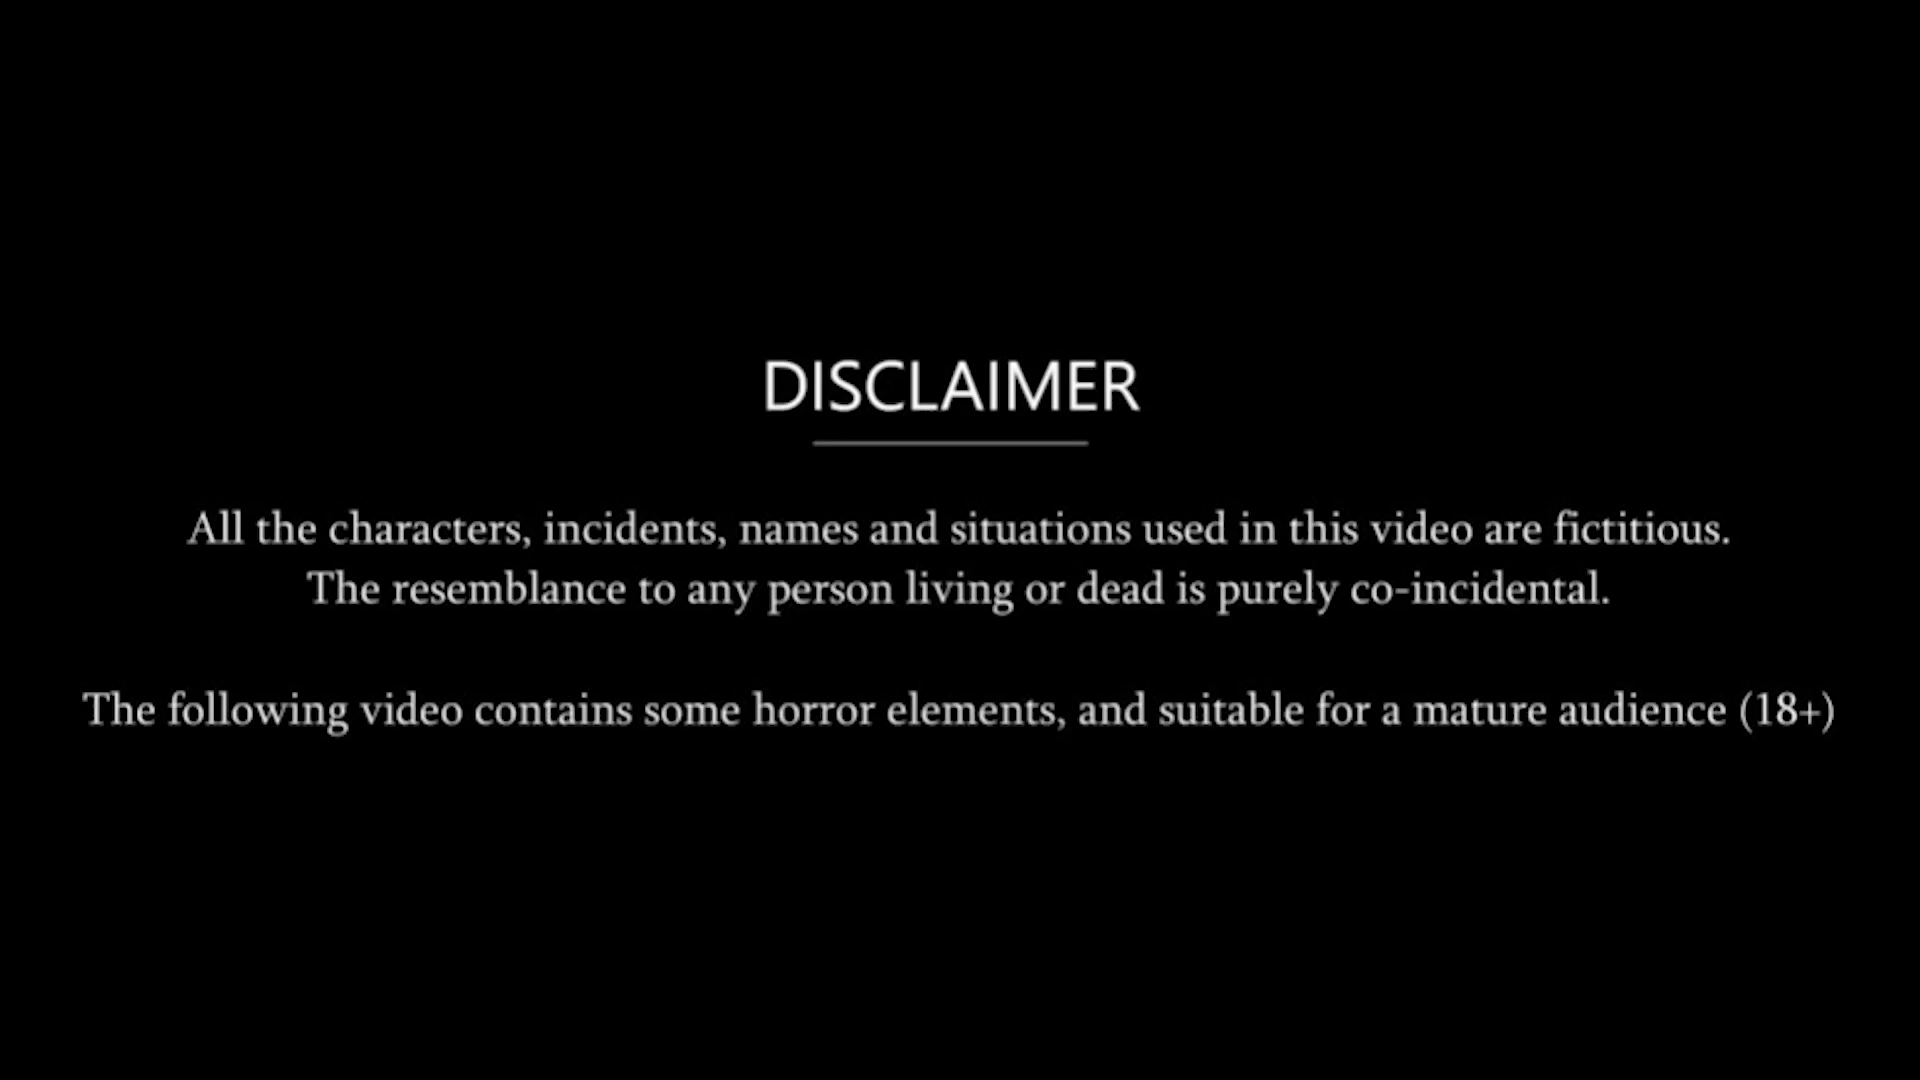 DISCLAIMER
All the characters, incidents, names and situations used in this video are fictitious.
The resemblance to any person living or dead is purely co-incidental.
The following video contains some horror elements, and suitable for a mature audience (18+)